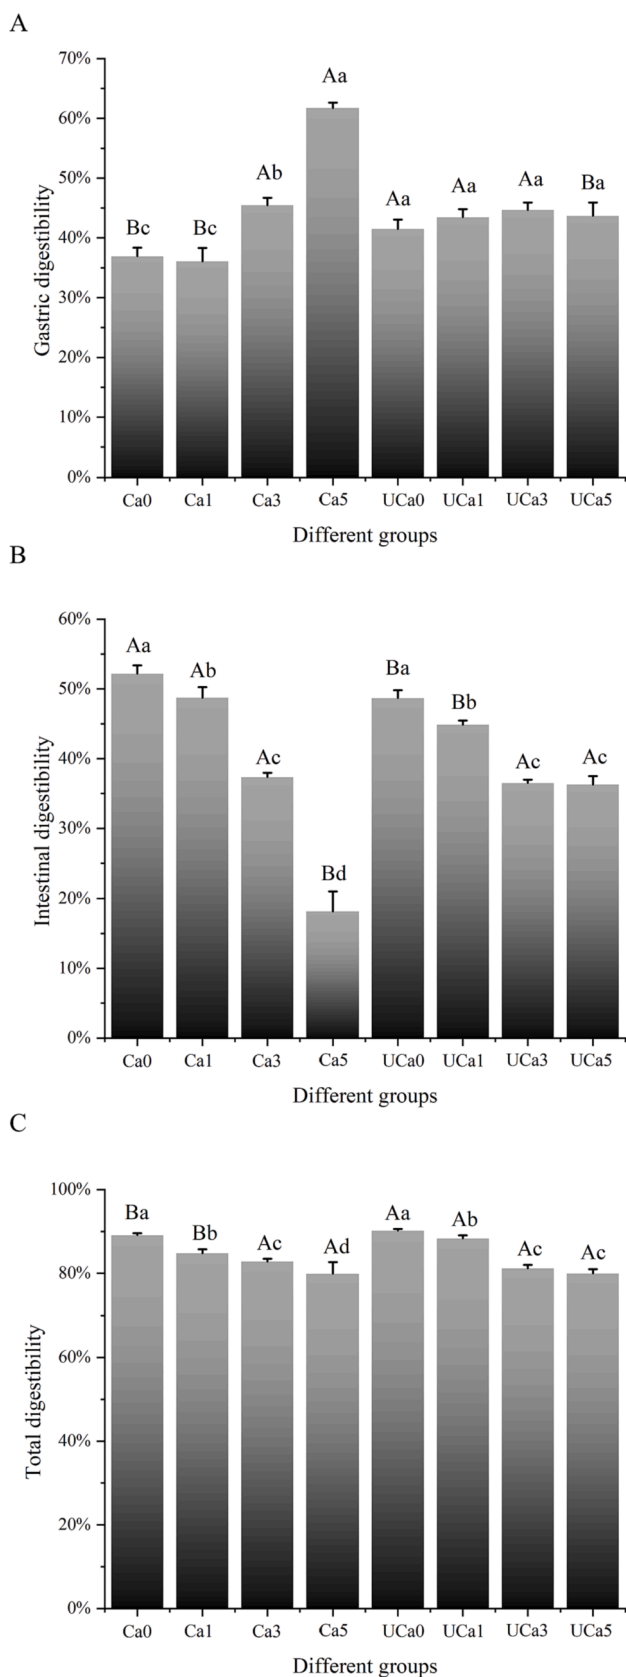 A
70%
Aa
60%
50%
Ab
Aa
Aa
Aa
Ba
Bc
Bc
40%
30%
20%
10%
0%
Gastric digestibility
Ca0 Ca1 Ca3 Ca5 UCa0 UCa1 UCa3 UCa5
Different groups
B
60%
Aa
Ab
Ba
Bb
50%
Ac
Ac
Ac
40%
30%
Bd
20%
10%
0%
Intestinal digestibility
Ca0 Ca1 Ca3 Ca5 UCa0 UCa1 UCa3 UCa5
Different groups
C
100%
Ba
Bb
Ac
Ad
Aa
Ab
Ac
Ac
80%
60%
40%
20%
0%
Total digestibility
Ca0 Ca1 Ca3 Ca5 UCa0 UCa1 UCa3 UCa5
Different groups